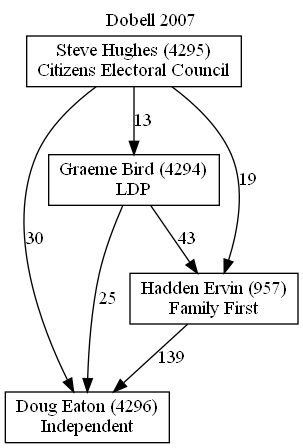 Dobell 2007
Steve Hughes (4295)
Citizens Electoral Council
13
Graeme Bird (4294)
LDP
19
30
25
43
Hadden Ervin (957)
Family First
139
Doug Eaton (4296)
Independent